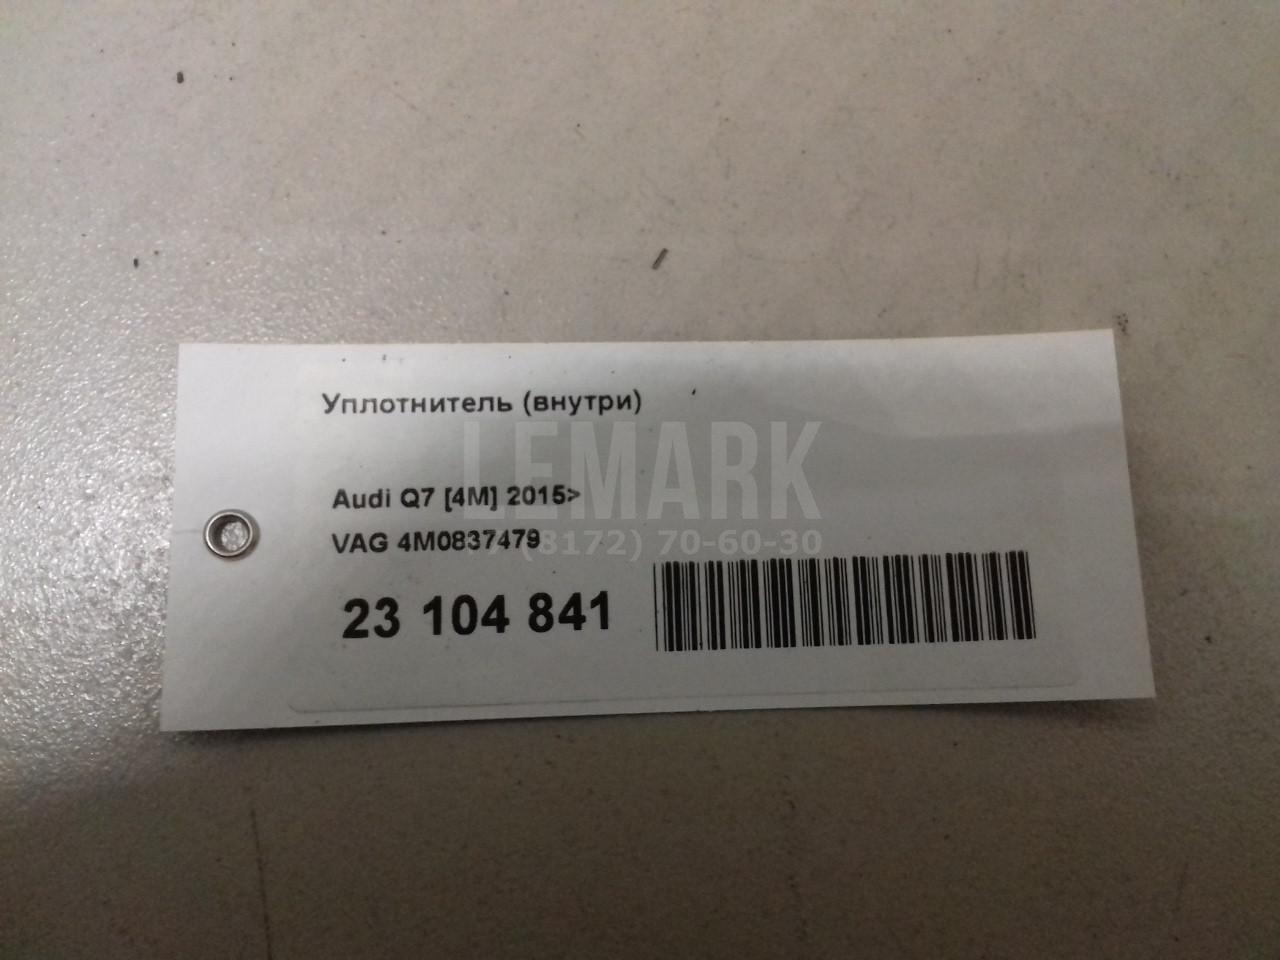 Уплотнитель (внутри)
LEMARK
Audi Q7 [4M] 2015>
VAG 4M0837479
(8172) 70-60-30
23 104 841